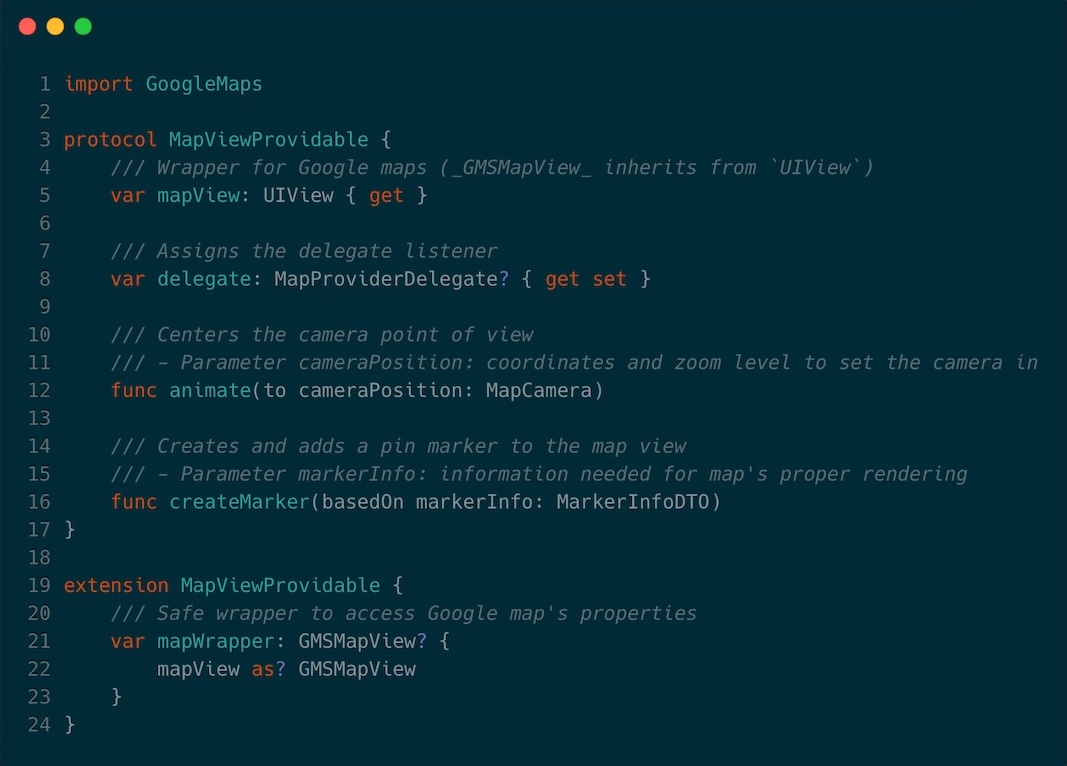 1 import GoogleMaps
2
3 protocol MapViewProvidable {
4     /// Wrapper for Google maps (_GMSMapView_ inherits from `UIView`)
5     var mapView: UIView { get }
6
7     /// Assigns the delegate listener
8     var delegate: MapProviderDelegate? { get set }
9
10     /// Centers the camera point of view
11     /// - Parameter cameraPosition: coordinates and zoom level to set the camera in
12     func animate(to cameraPosition: MapCamera)
13
14     /// Creates and adds a pin marker to the map view
15     /// - Parameter markerInfo: information needed for map's proper rendering
16     func createMarker(basedOn markerInfo: MarkerInfoDTO)
17 }
18
19 extension MapViewProvidable {
20     /// Safe wrapper to access Google map's properties
21     var mapWrapper: GMSMapView? {
22         mapView as? GMSMapView
23     }
24 }